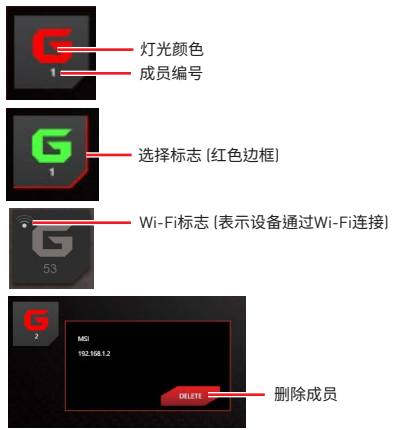 G
灯光颜色
1
成员编号
G
选择标志 (红色边框)
1
Wi-Fi标志 (表示设备通过Wi-Fi连接)
G
53
G
2
MSI
192.168.1.2
DELETE
删除成员